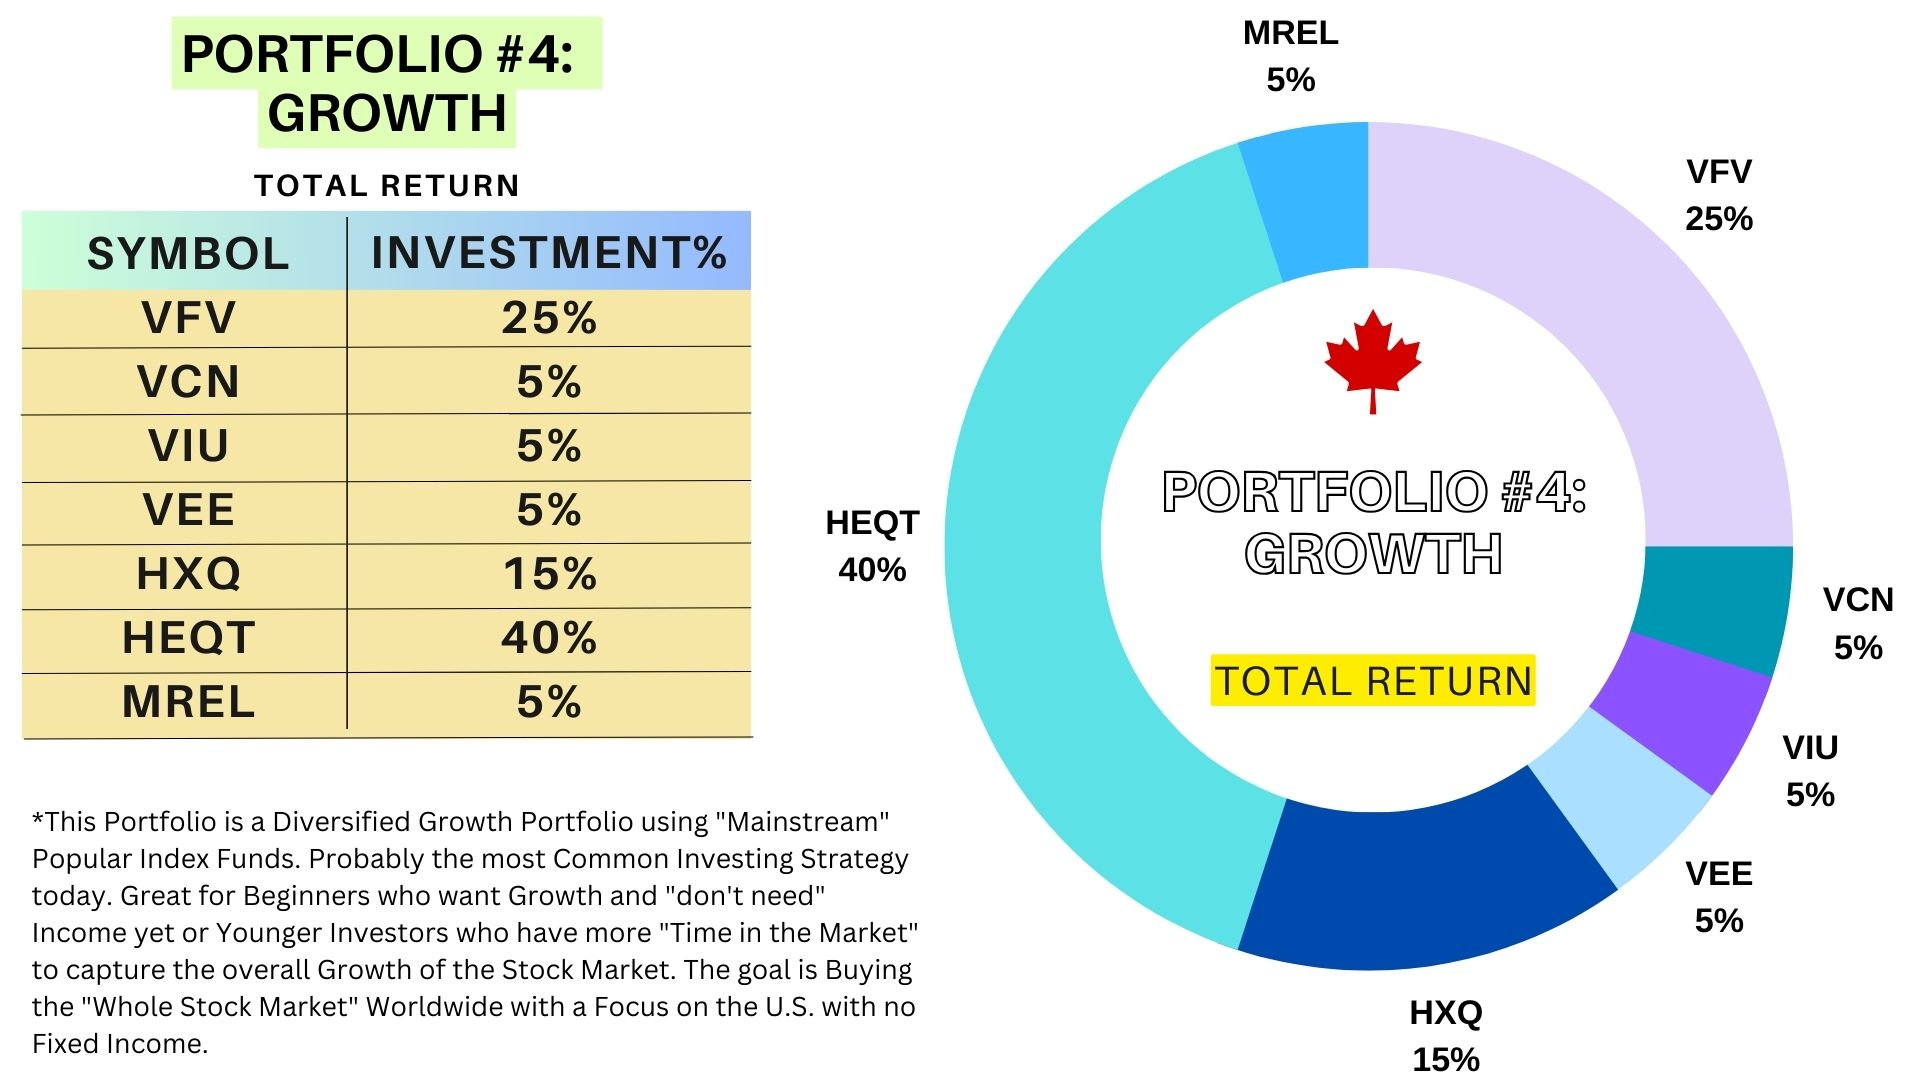 PORTFOLIO #4:
GROWTH
TOTAL RETURN
SYMBOL INVESTMENT%
VFV 25%
VCN 5%
VIU 5%
VEE 5%
HXQ 15%
HEQT 40%
MREL 5%
*This Portfolio is a Diversified Growth Portfolio using "Mainstream"
Popular Index Funds. Probably the most Common Investing Strategy
today. Great for Beginners who want Growth and "don't need"
Income yet or Younger Investors who have more "Time in the Market"
to capture the overall Growth of the Stock Market. The goal is Buying
the "Whole Stock Market" Worldwide with a Focus on the U.S. with no
Fixed Income.
MREL
5%
VFV
25%
VCN
5%
VIU
5%
VEE
5%
HXQ
15%
HEQT
40%
PORTFOLIO #4:
GROWTH
TOTAL RETURN